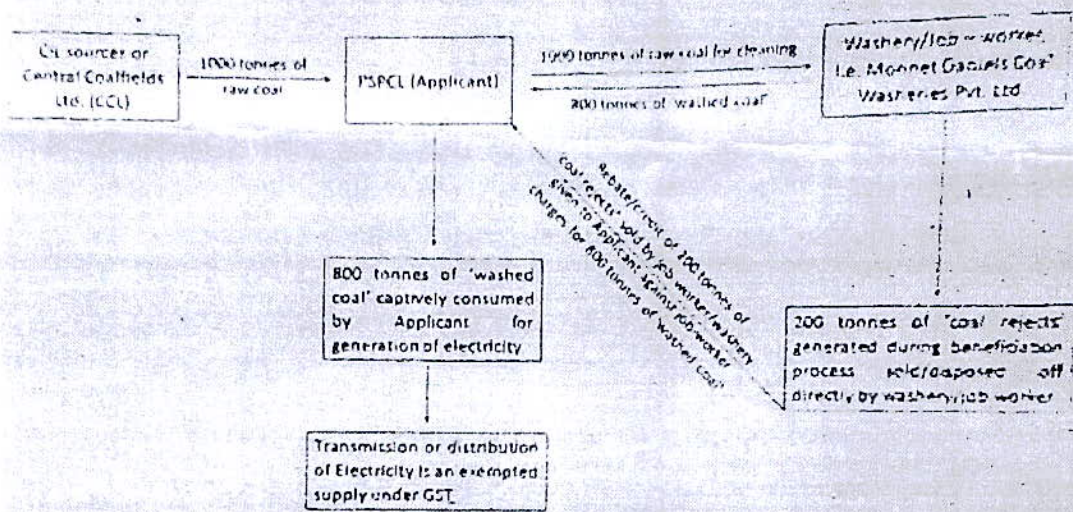 CIL sources or
Central Coalfields
Ltd. (CCL)
1000 tonnes of
raw coal
PSPCL (Applicant)
1000 tonnes of raw coal for cleaning
800 tonnes of 'washed coal'
Washery/Job - worker
i.e. Monnet Daniels Coal
Washeries Pvt. Ltd
Rebate/credit of 200 tonnes of
'coal rejects' sold by job worker/washery
given to Applicant against job-worker
charges for 800 tonnes of 'washed coal'
800 tonnes of 'washed
coal' captively consumed
by Applicant for
generation of electricity
200 tonnes of 'coal rejects'
generated during beneficiation
process sold/disposed off
directly by washery/job worker
Transmission or distribution
of Electricity is an exempted
supply under GST